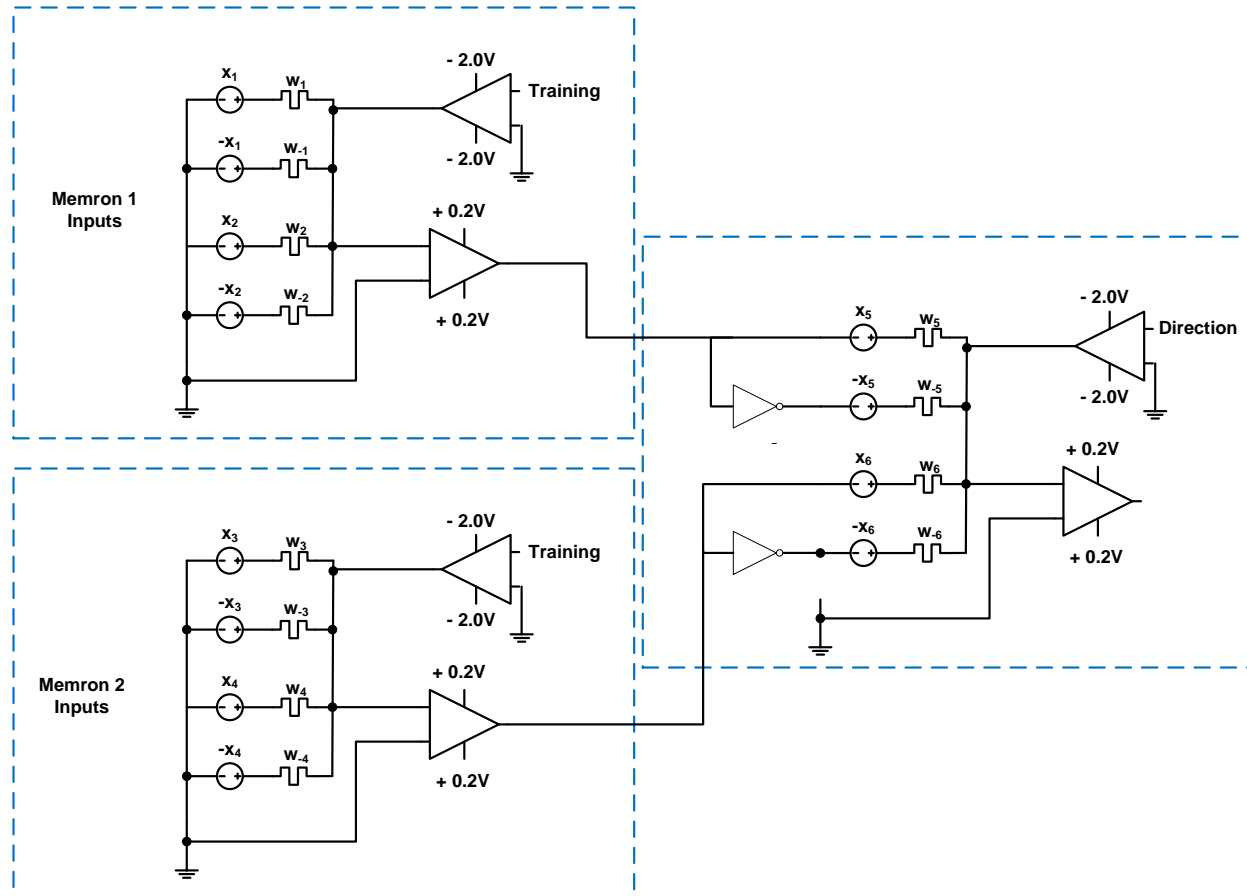 - 2.0V
x1
w1
Training
-x1
w-1
- 2.0V
Memron 1
Inputs
x2
w2
+ 0.2V
-x2
w-2
+ 0.2V
- 2.0V
x5
w5
Direction
-x5
w-5
- 2.0V
x6
w6
+ 0.2V
-x6
w-6
+ 0.2V
- 2.0V
x3
w3
Training
-x3
w-3
- 2.0V
Memron 2
Inputs
x4
w4
+ 0.2V
-x4
w-4
+ 0.2V